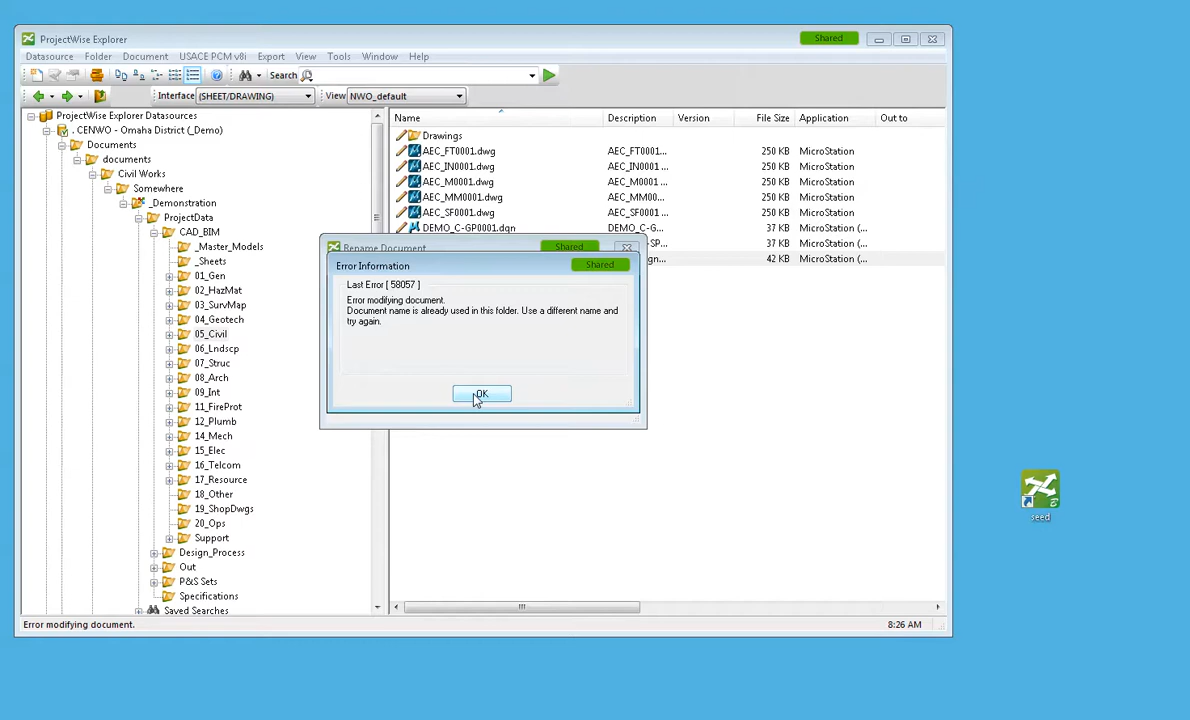 ProjectWise Explorer
Shared
Datasource Folder Document USACE PCM v8i Export View Tools Window Help
Search
Interface (SHEET/DRAWING) View NWO_default
ProjectWise Explorer Datasources
. CENWO - Omaha District (_Demo)
Documents
documents
Civil Works
Somewhere
_Demonstration
ProjectData
CAD_BIM
_Master_Models
_Sheets
01_Gen
02_HazMat
03_SurvMap
04_Geotech
05_Civil
06_Lndscp
07_Struc
08_Arch
09_Int
11_FireProt
12_Plumb
14_Mech
15_Elec
16_Telcom
17_Resource
18_Other
19_ShopDwgs
20_Ops
Support
Design_Process
Out
P&S Sets
Specifications
Saved Searches
Name Description Version File Size Application Out to
Drawings
AEC_FT0001.dwg AEC_FT0001... 250 KB MicroStation
AEC_IN0001.dwg AEC_IN0001 ... 250 KB MicroStation
AEC_M0001.dwg AEC_M0001 ... 250 KB MicroStation
AEC_MM0001.dwg AEC_MM00... 250 KB MicroStation
AEC_SF0001.dwg AEC_SF0001... 250 KB MicroStation
DEMO_C-GP0001.dgn DEMO_C-G... 37 KB MicroStation (...
-SP... 37 KB MicroStation (...
gn... 42 KB MicroStation (...
Rename Document Shared
Error Information Shared
Last Error [ 58057 ]
Error modifying document.
Document name is already used in this folder. Use a different name and
try again.
OK
seed
Error modifying document. 8:26 AM